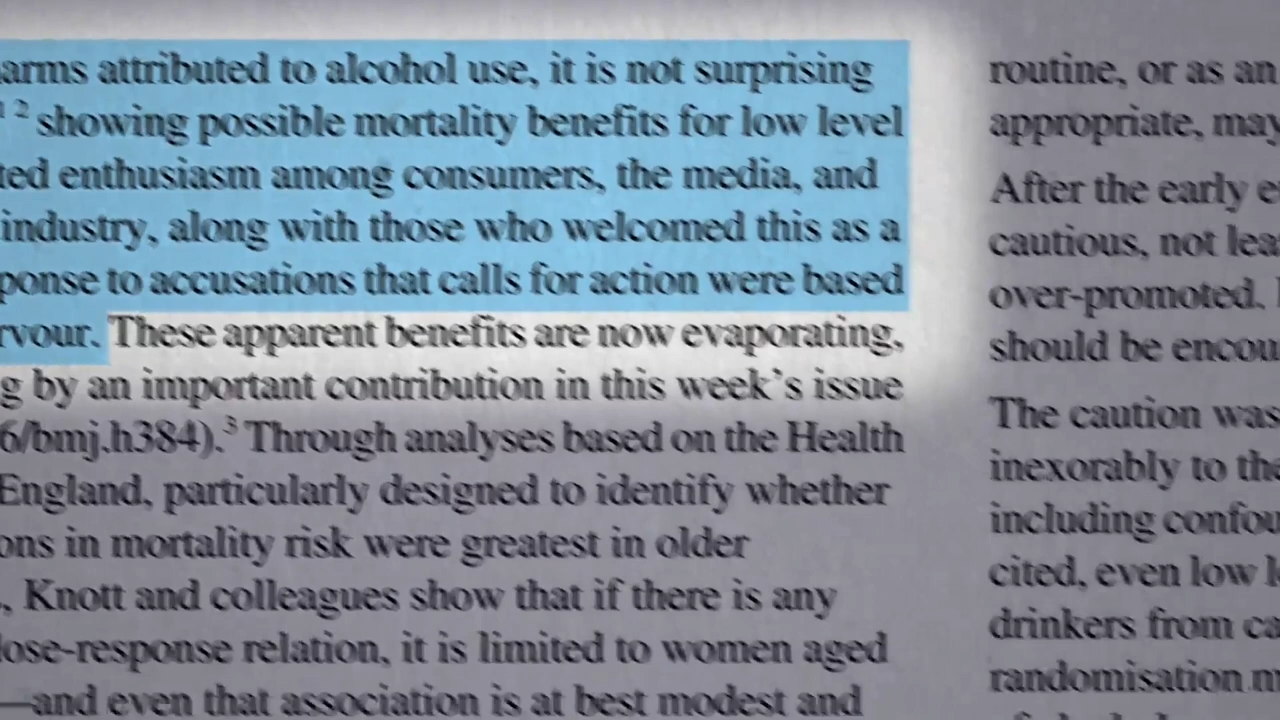 arms attributed to alcohol use, it is not surprising
1 2 showing possible mortality benefits for low level
ted enthusiasm among consumers, the media, and
industry, along with those who welcomed this as a
ponse to accusations that calls for action were based
rvour. These apparent benefits are now evaporating,
g by an important contribution in this week’s issue
6/bmj.h384).3 Through analyses based on the Health
England, particularly designed to identify whether
ons in mortality risk were greatest in older
, Knott and colleagues show that if there is any
lose-response relation, it is limited to women aged
—and even that association is at best modest and
routine, or as an
appropriate, may
After the early e
cautious, not lea
over-promoted.
should be encou
The caution was
inexorably to the
including confou
cited, even low
drinkers from ca
randomisation m